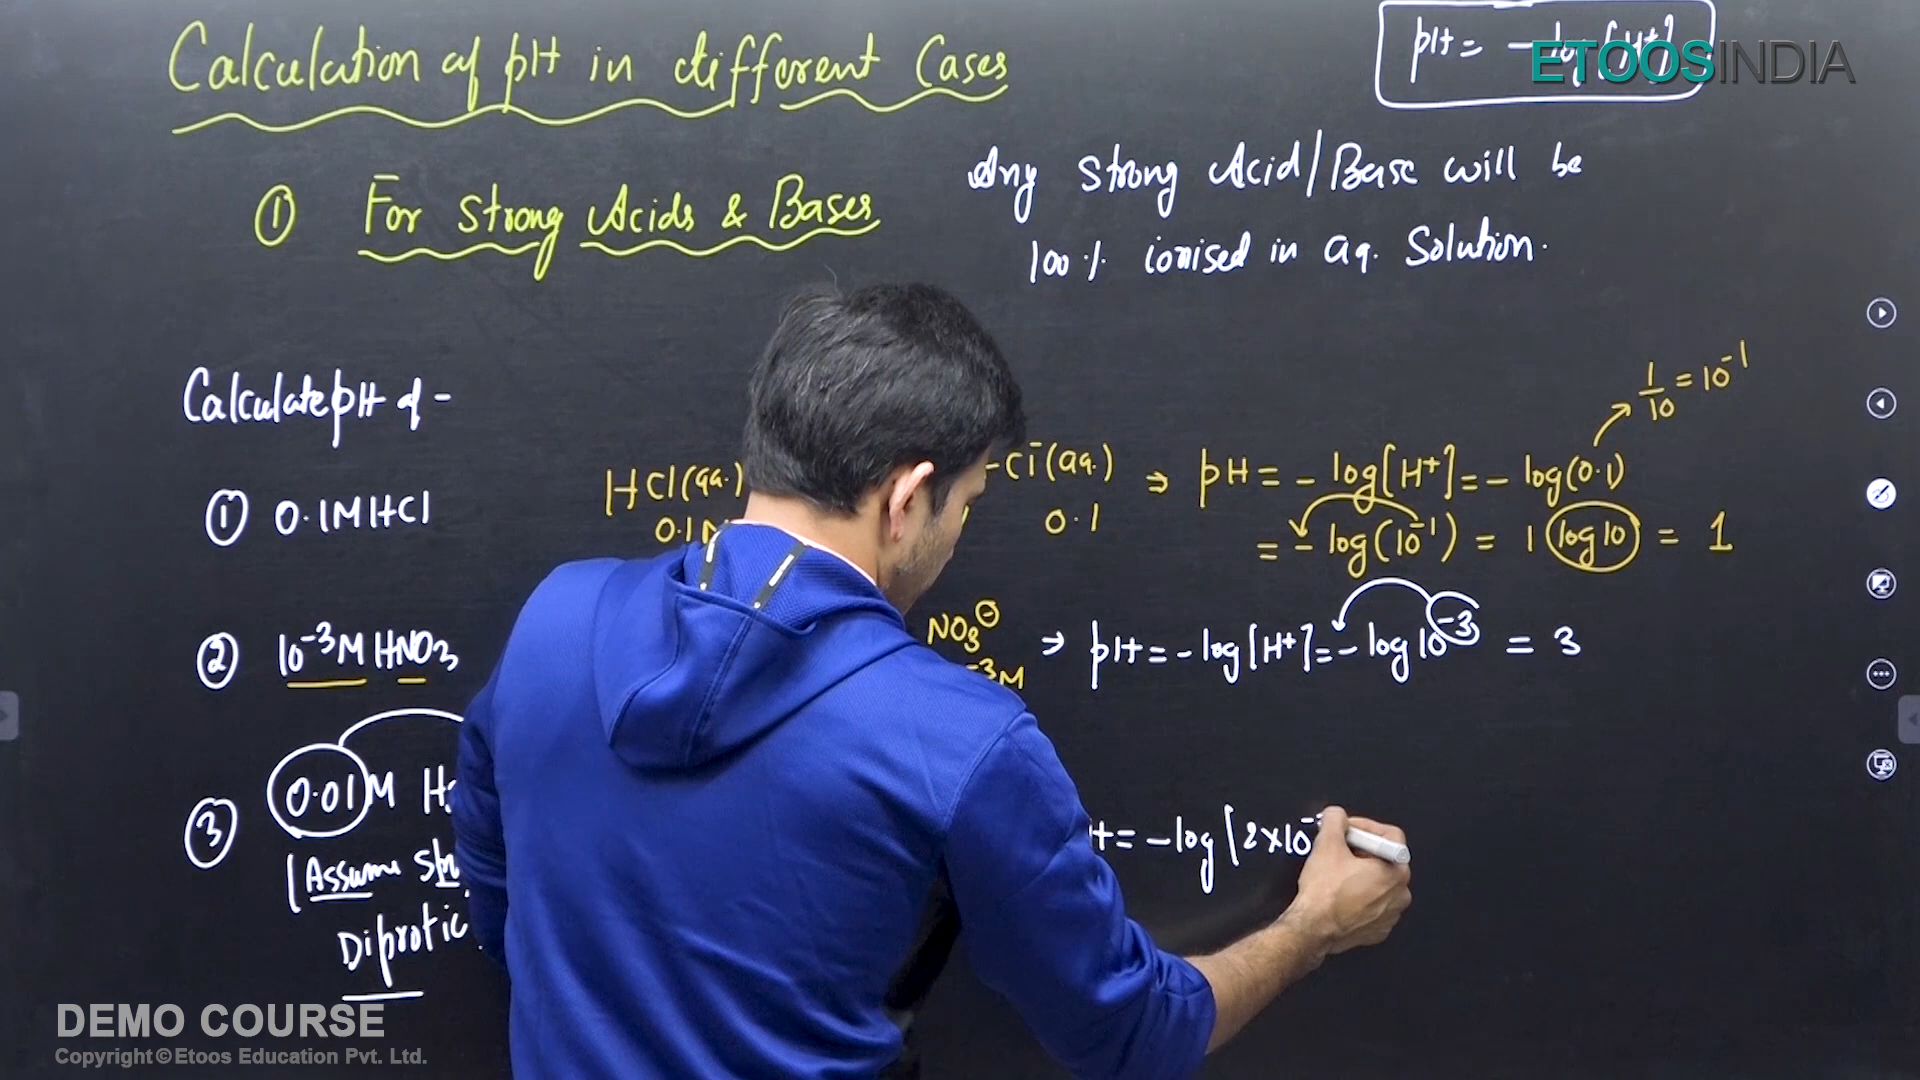 Calculation of pH in different Cases
pH = - log[H+]
ETOOSINDIA
① For Strong Acids & Bases
Any Strong Acid/Base will be
100% ionised in aq. Solution.
Calculate pH of -
1/10 = 10⁻¹
① 0.1M HCl
HCl(aq.)
0.1
Cl⁻(aq.)
0.1
⇒ pH = - log[H+] = - log(0.1)
= - log(10⁻¹) = 1 log10 = 1
② 10⁻³M HNO3
NO3⊖
⁻³M
→ pH = - log[H+] = - log10⁻³ = 3
③ 0.01M
(Assume
Diprotic
= - log[2×10⁻
DEMO COURSE
Copyright © Etoos Education Pvt. Ltd.